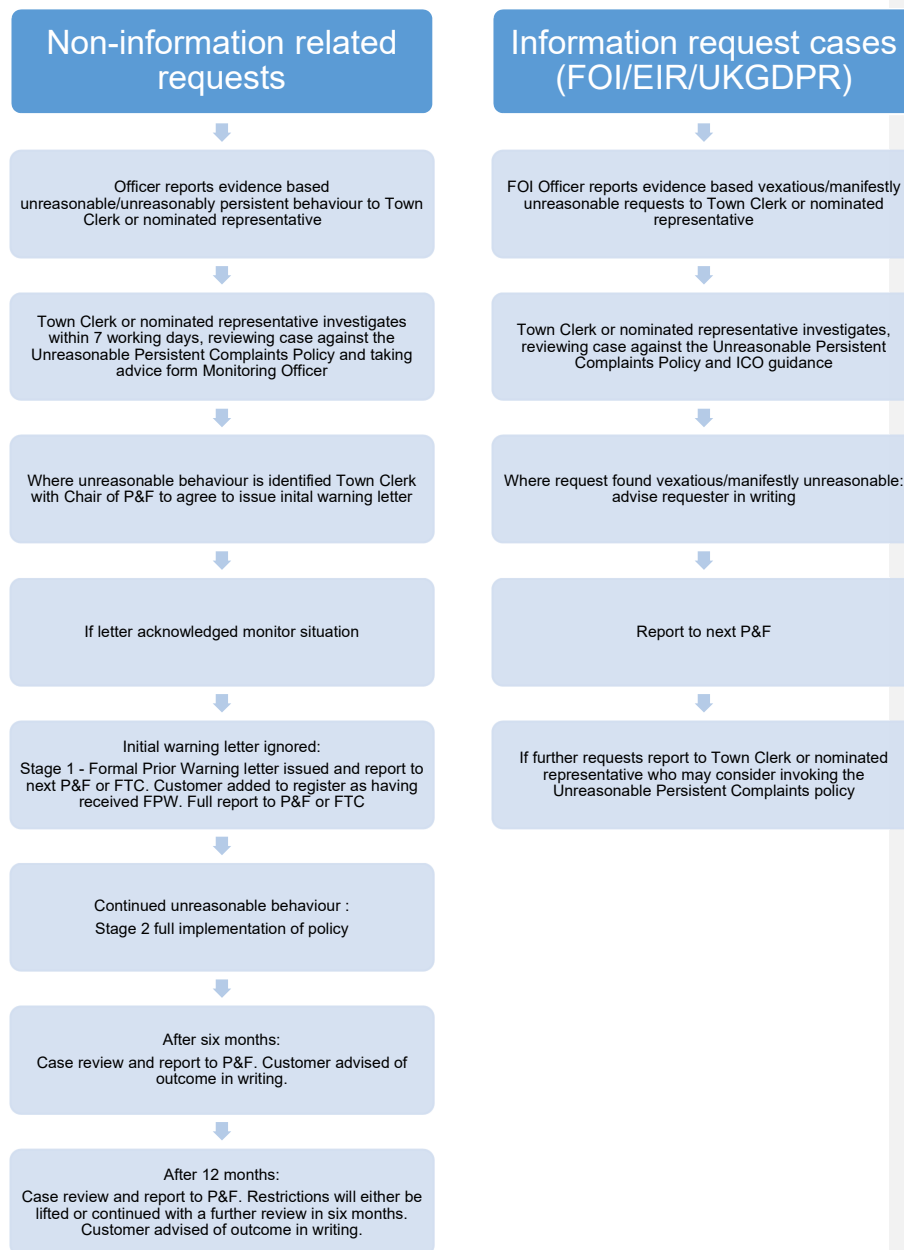 Non-information related
requests
Officer reports evidence based
unreasonable/unreasonably persistent behaviour to Town
Clerk or nominated representative
Town Clerk or nominated representative investigates
within 7 working days, reviewing case against the
Unreasonable Persistent Complaints Policy and taking
advice form Monitoring Officer
Where unreasonable behaviour is identified Town Clerk
with Chair of P&F to agree to issue inital warning letter
If letter acknowledged monitor situation
Initial warning letter ignored:
Stage 1 - Formal Prior Warning letter issued and report to
next P&F or FTC. Customer added to register as having
received FPW. Full report to P&F or FTC
Continued unreasonable behaviour :
Stage 2 full implementation of policy
After six months:
Case review and report to P&F. Customer advised of
outcome in writing.
After 12 months:
Case review and report to P&F. Restrictions will either be
lifted or continued with a further review in six months.
Customer advised of outcome in writing.
Information request cases
(FOI/EIR/UKGDPR)
FOI Officer reports evidence based vexatious/manifestly
unreasonable requests to Town Clerk or nominated
representative
Town Clerk or nominated representative investigates,
reviewing case against the Unreasonable Persistent
Complaints Policy and ICO guidance
Where request found vexatious/manifestly unreasonable:
advise requester in writing
Report to next P&F
If further requests report to Town Clerk or nominated
representative who may consider invoking the
Unreasonable Persistent Complaints policy